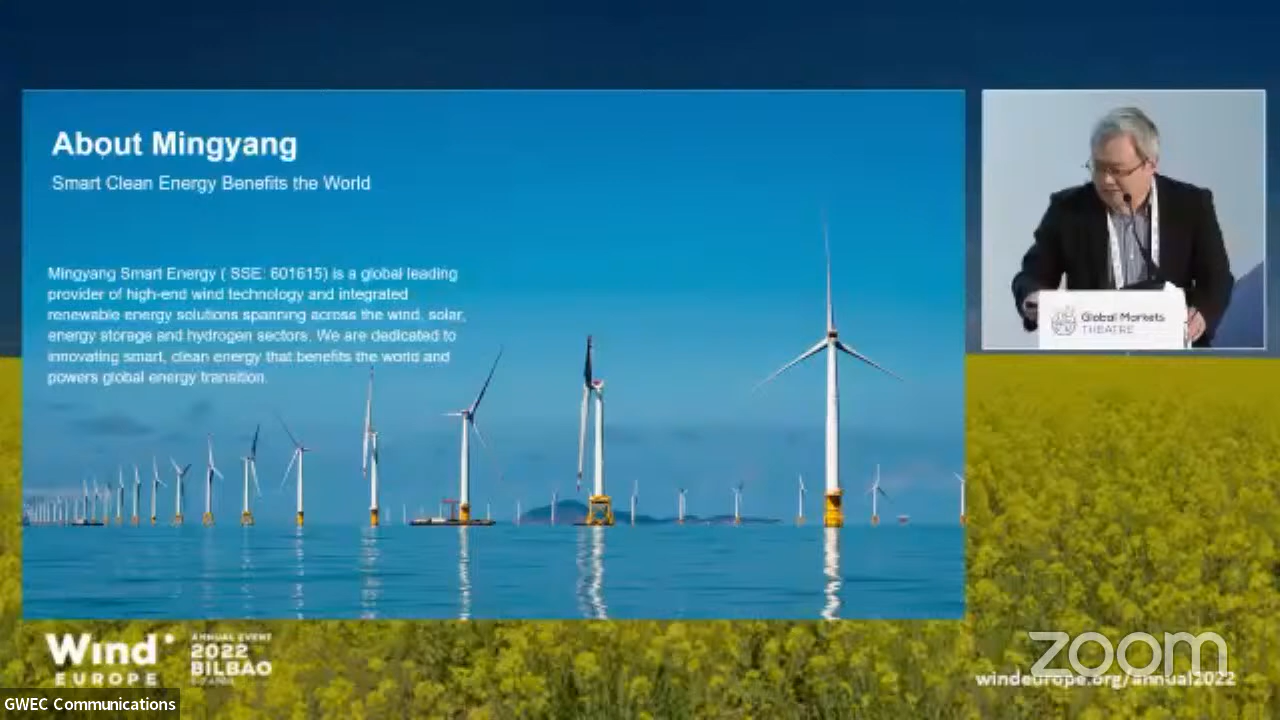 About Mingyang
Smart Clean Energy Benefits the World
Mingyang Smart Energy ( SSE: 601615) is a global leading
provider of high-end wind technology and integrated
renewable energy solutions spanning across the wind, solar,
energy storage and hydrogen sectors. We are dedicated to
innovating smart, clean energy that benefits the world and
powers global energy transition.
Global Markets
THEATRE
Wind
EUROPE
ANNUAL EVENT
2022
BILBAO
zoom
windeurope.org/annual2022
GWEC Communications